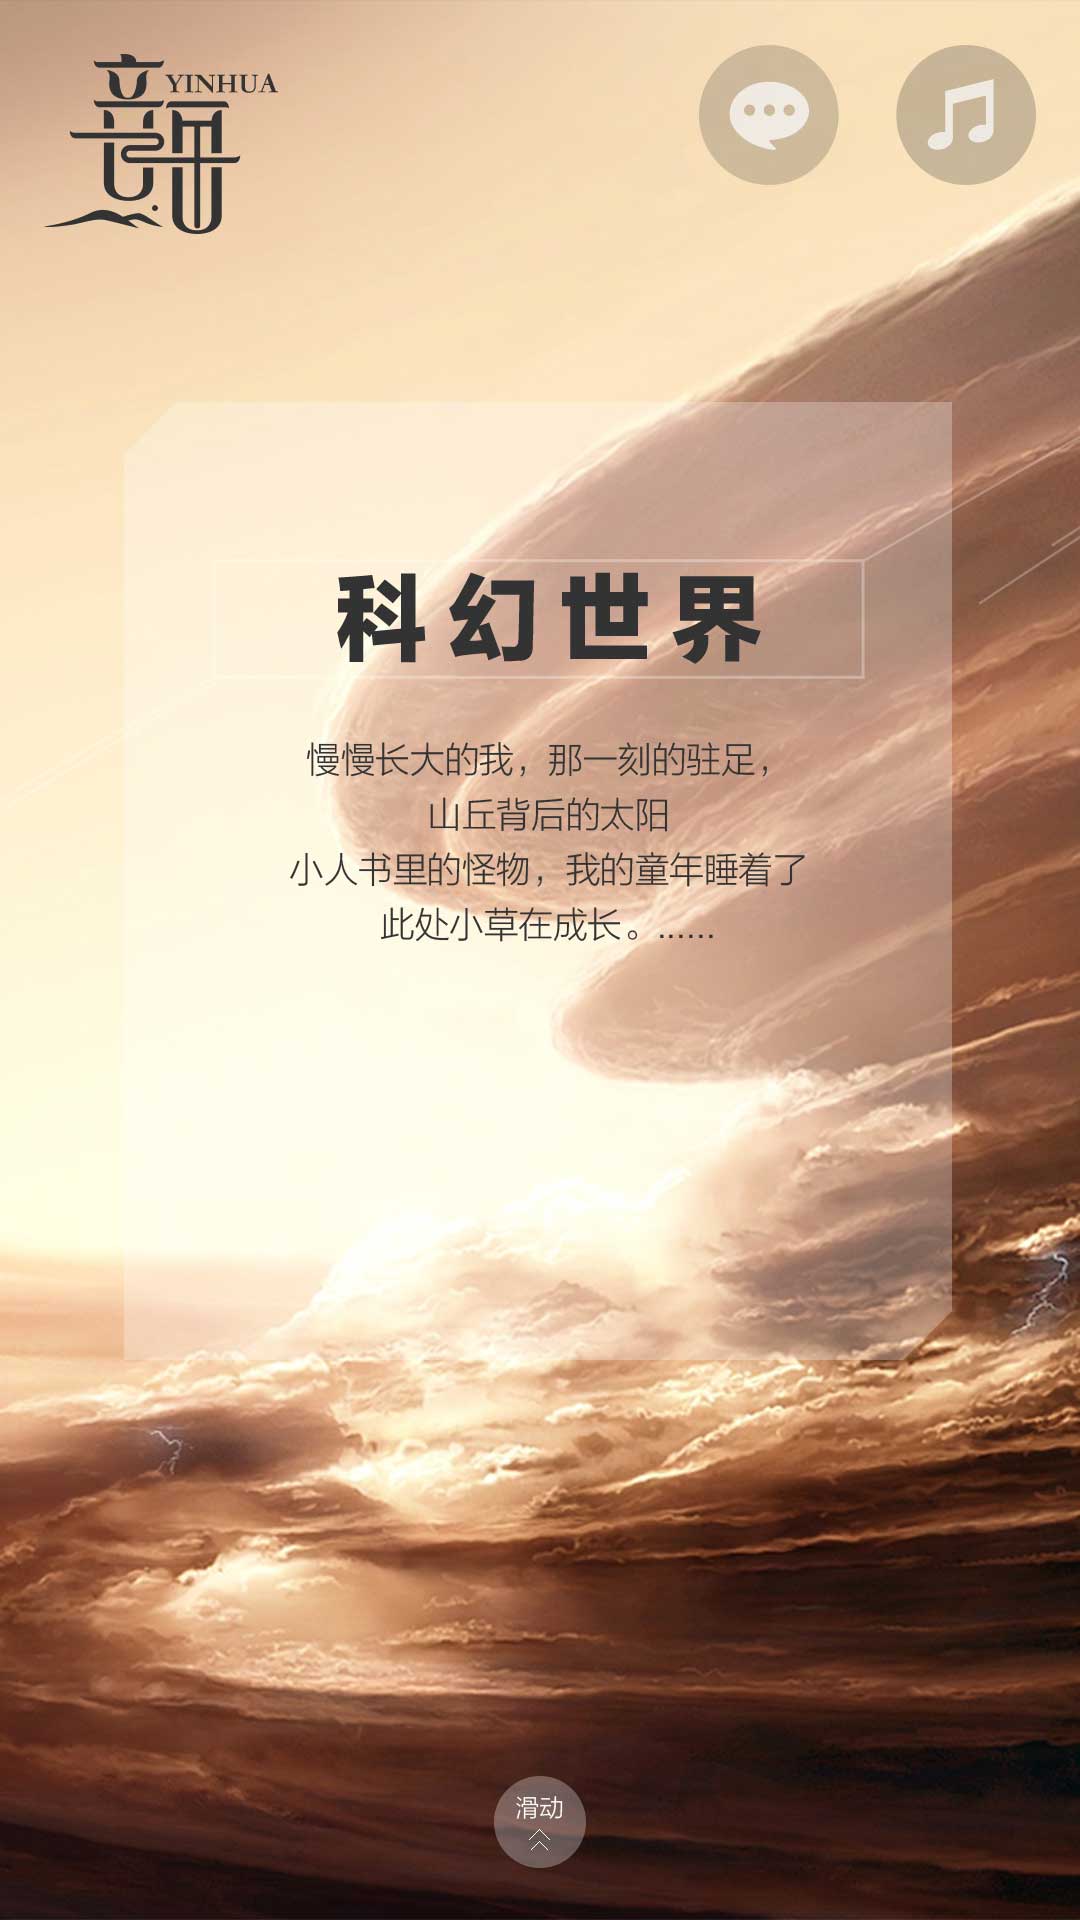 YINHUA
科幻世界
慢慢长大的我，那一刻的驻足，
山丘背后的太阳
小人书里的怪物，我的童年睡着了
此处小草在成长。......
滑动